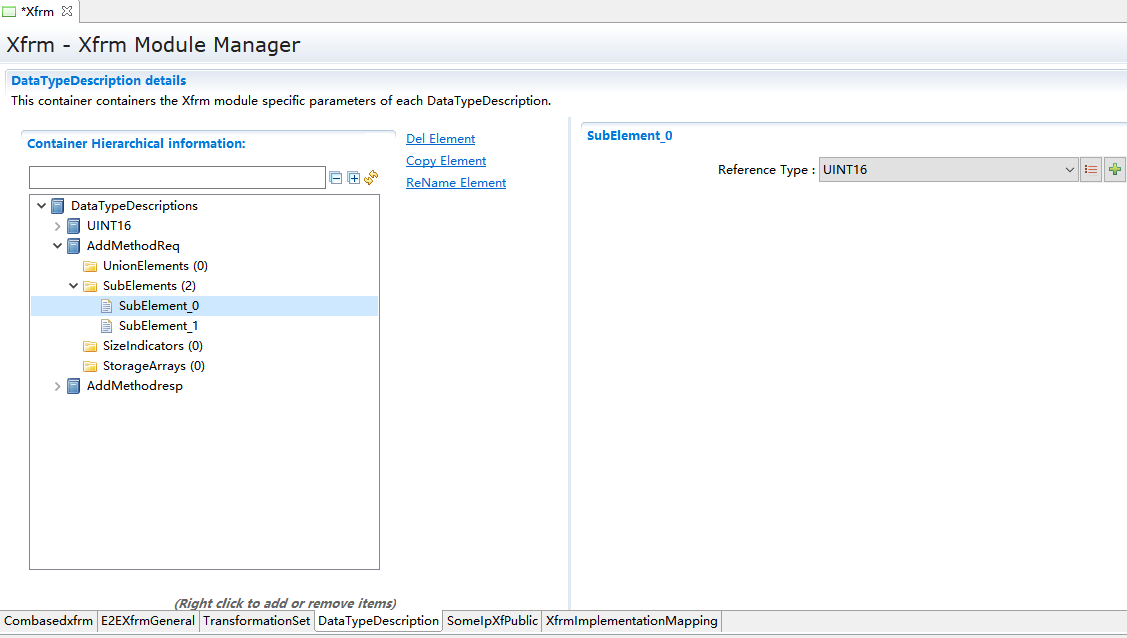 *Xfrm
Xfrm - Xfrm Module Manager
DataTypeDescription details
This container containers the Xfrm module specific parameters of each DataTypeDescription.
Container Hierarchical information:
Del Element
Copy Element
ReName Element
DataTypeDescriptions
UINT16
AddMethodReq
UnionElements (0)
SubElements (2)
SubElement_0
SubElement_1
SizeIndicators (0)
StorageArrays (0)
AddMethodresp
(Right click to add or remove items)
SubElement_0
Reference Type : UINT16
Combasedxfrm E2EXfrmGeneral TransformationSet DataTypeDescription SomeIpXfPublic XfrmImplementationMapping